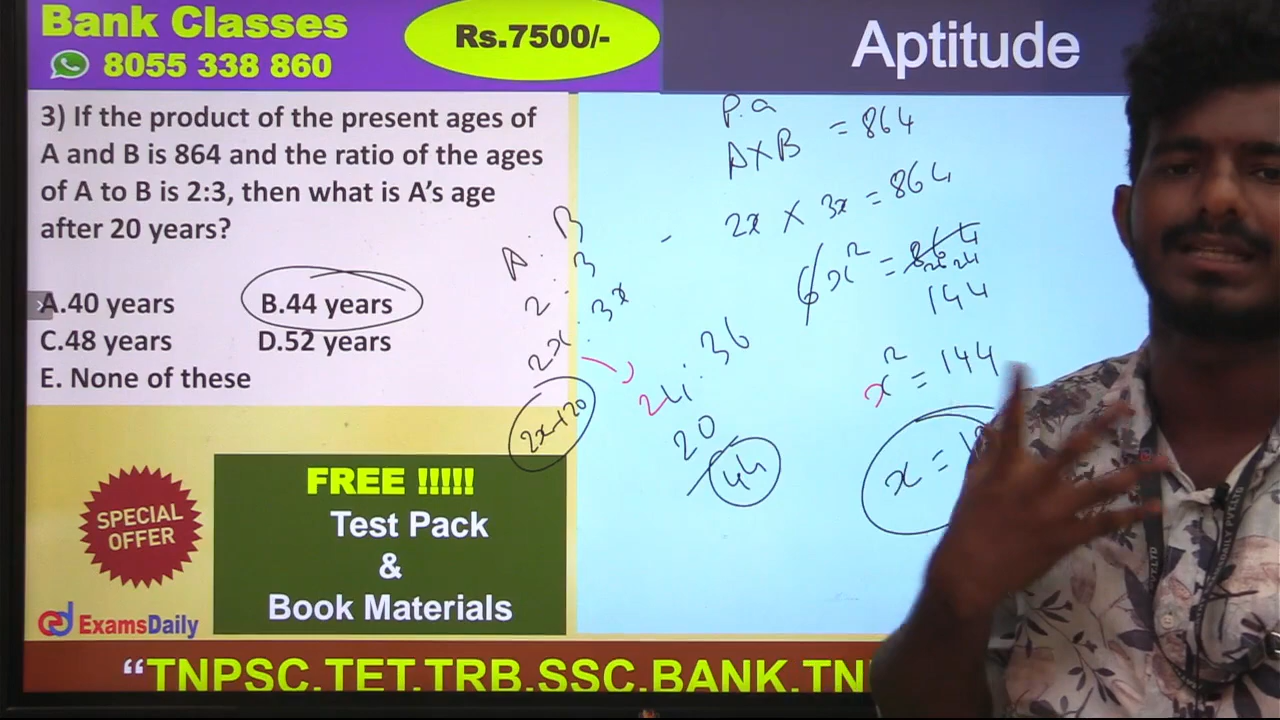 Bank Classes
8055 338 860
Rs.7500/-
Aptitude
3) If the product of the present ages of
A and B is 864 and the ratio of the ages
of A to B is 2:3, then what is A's age
after 20 years?
A.40 years
B.44 years
C.48 years
D.52 years
E. None of these
A : B
2 : 3
2x : 3x
2x+20
24 : 36
20
44
P.a
A×B = 864
2x × 3x = 864
6x² = 864
144
x² = 144
x =
SPECIAL
OFFER
FREE !!!!!
Test Pack
&
Book Materials
ExamsDaily
“TNPSC.TET.TRB.SSC.BANK.TN